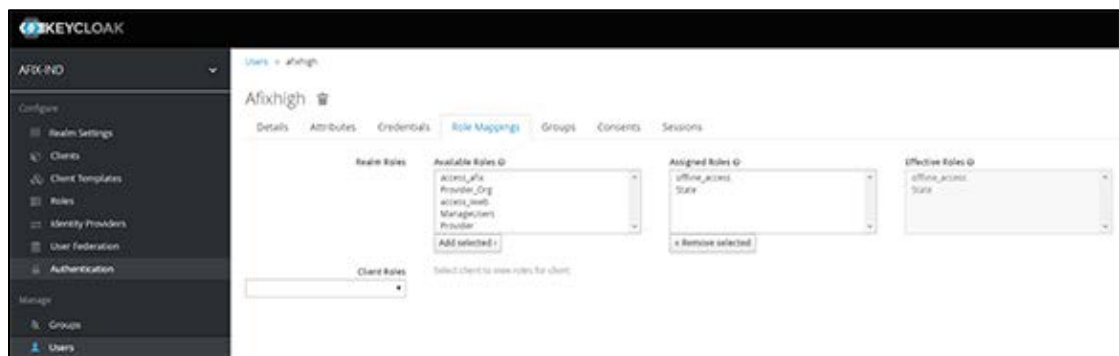 KEYCLOAK
AFIX-IND
Configure
Realm Settings
Clients
Client Templates
Roles
Identity Providers
User Federation
Authentication
Manage
Groups
Users
Users » afixhigh
Afixhigh
Details Attributes Credentials Role Mappings Groups Consents Sessions
Realm Roles
Available Roles
access_afix
Provider_Org
access_iweb
ManageUsers
Provider
Add selected »
Assigned Roles
offline_access
State
« Remove selected
Effective Roles
offline_access
State
Client Roles
Select client to view roles for client